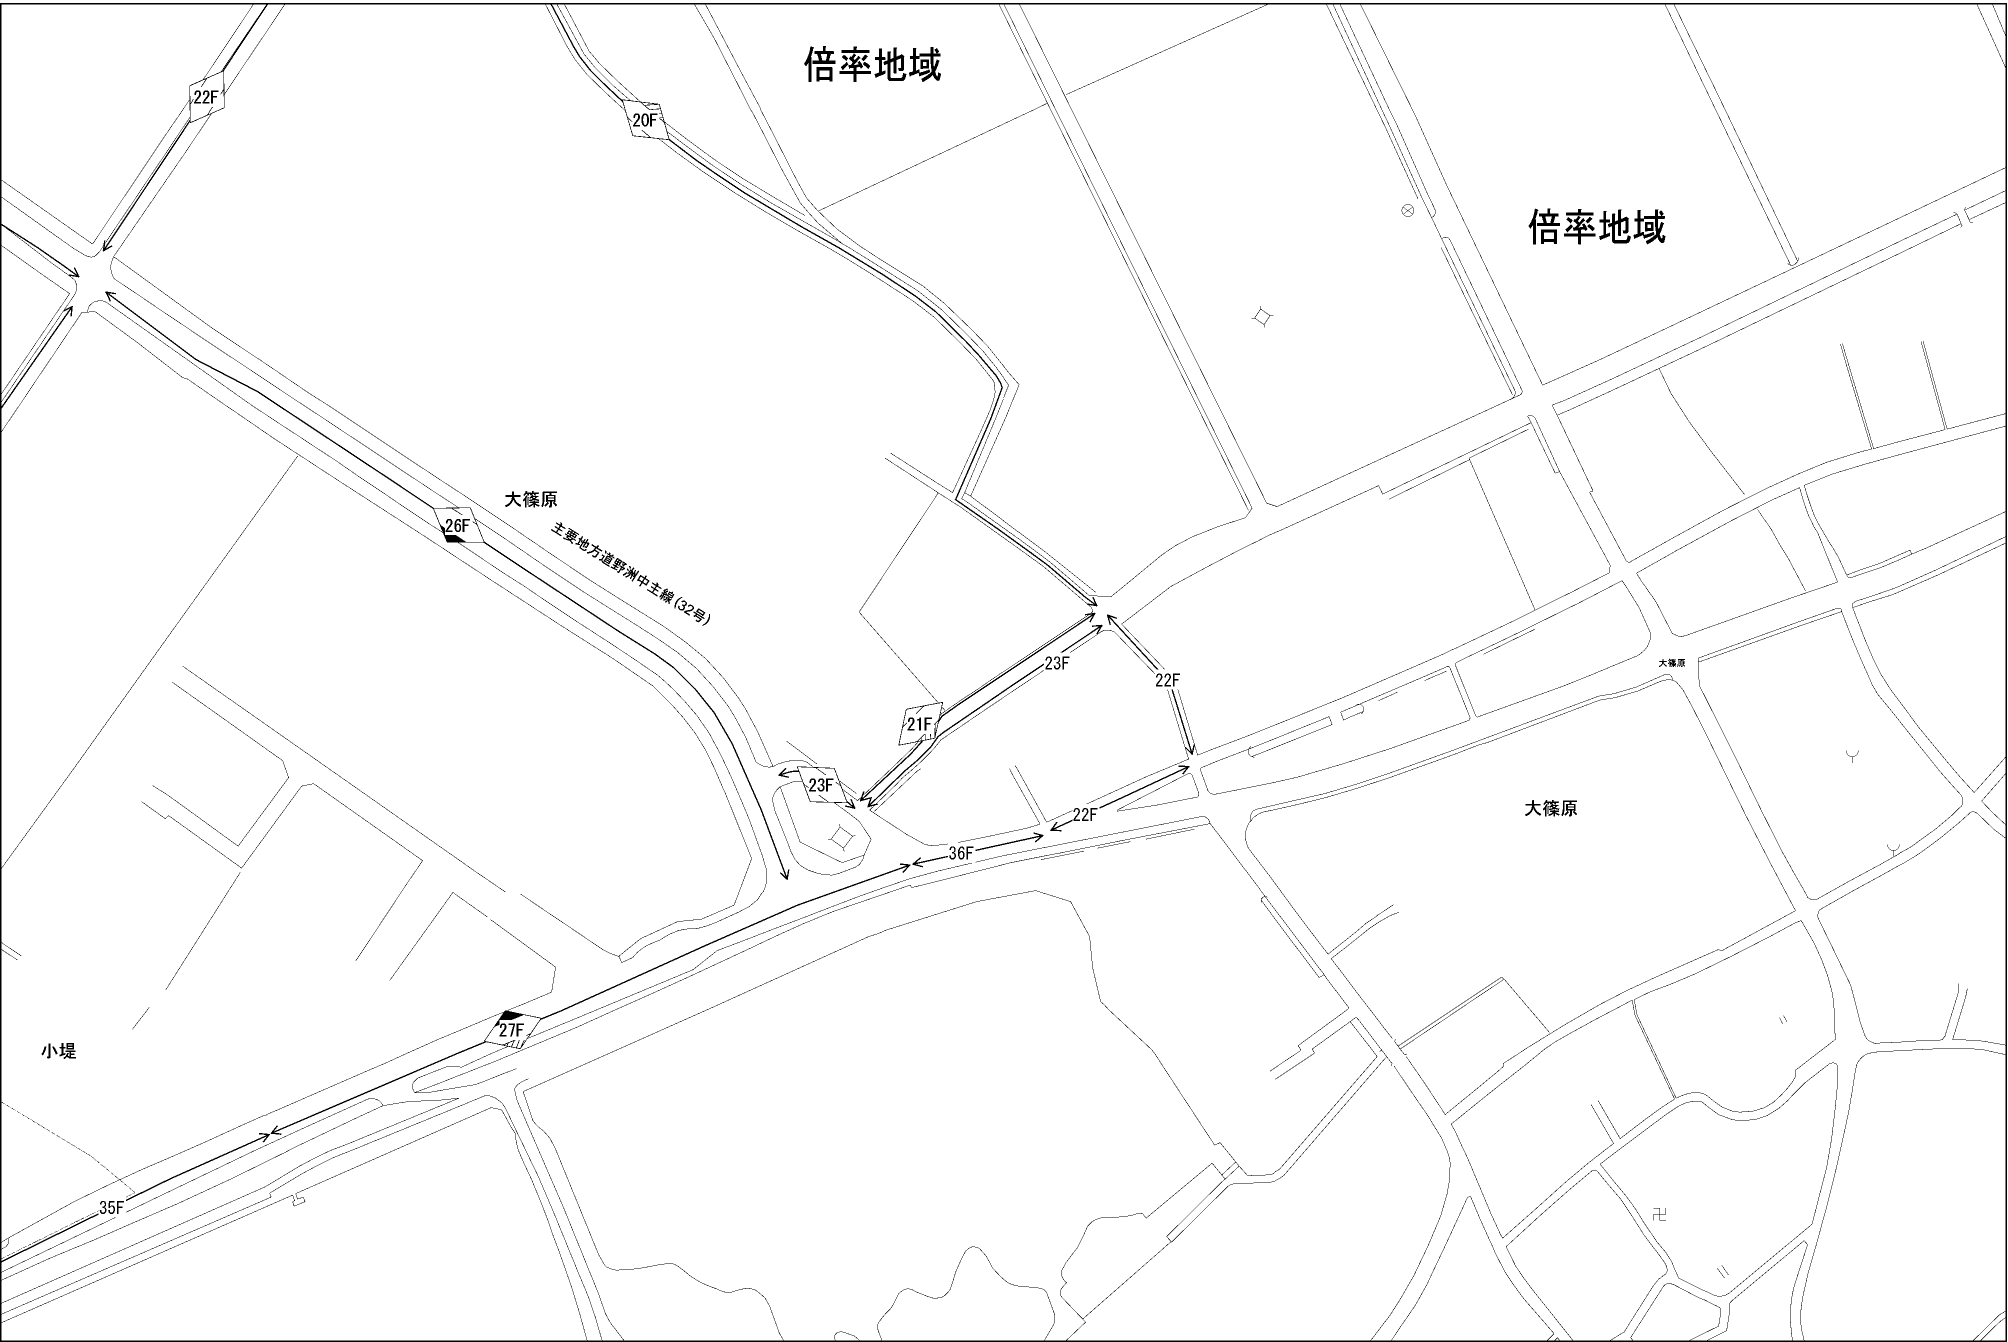 倍率地域
22F
20F
倍率地域
大篠原
26F
主要地方道野洲中主線(32号)
23F
大篠原
22F
21F
23F
大篠原
22F
36F
27F
小堤
35F